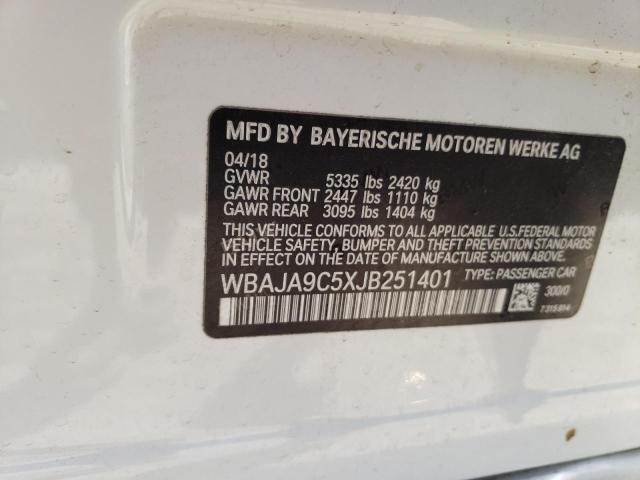 MFD BY BAYERISCHE MOTOREN WERKE AG
04/18
GVWR 5335 lbs 2420 kg
GAWR FRONT 2447 lbs 1110 kg
GAWR REAR 3095 lbs 1404 kg
THIS VEHICLE CONFORMS TO ALL APPLICABLE U.S.FEDERAL MOTOR
VEHICLE SAFETY, BUMPER AND THEFT PREVENTION STANDARDS
IN EFFECT ON THE DATE OF MANUFACTURE SHOWN ABOVE.
WBAJA9C5XJB251401 TYPE: PASSENGER CAR
300/0
7315814